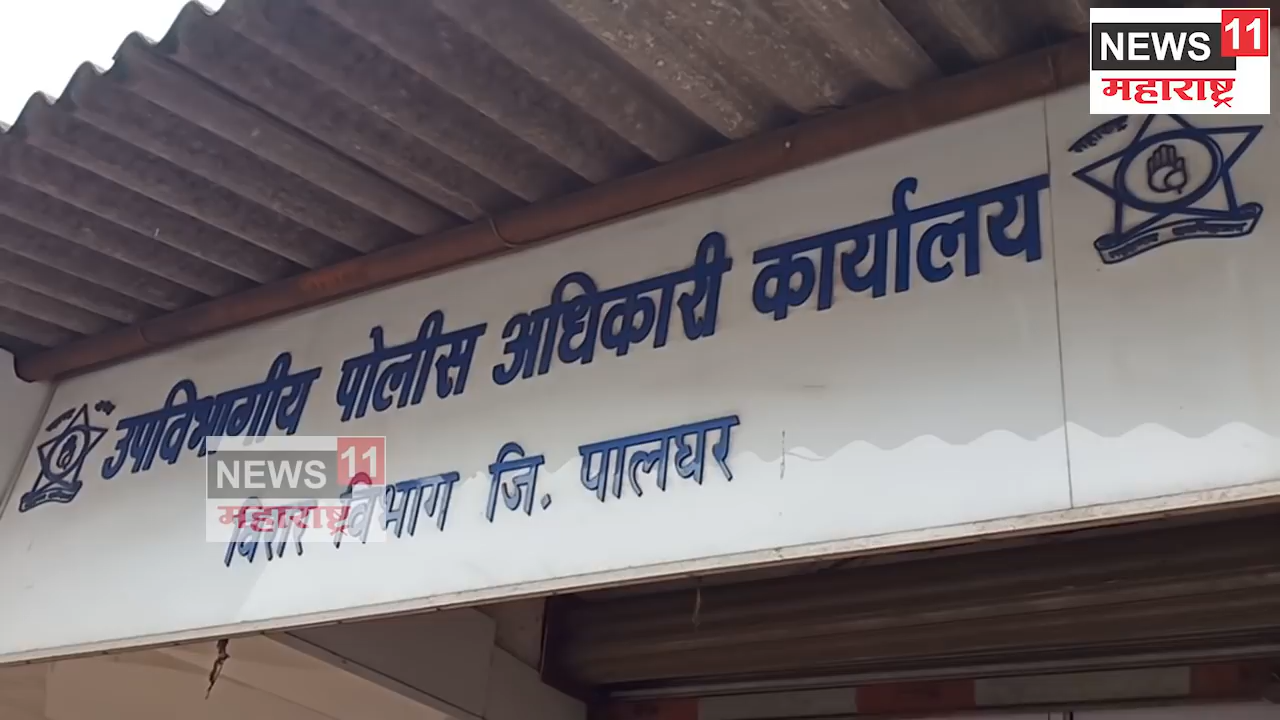 NEWS 11
महाराष्ट्र
उपविभागीय पोलीस अधिकारी कार्यालय
विरार विभाग जि. पालघर
NEWS 11
महाराष्ट्र